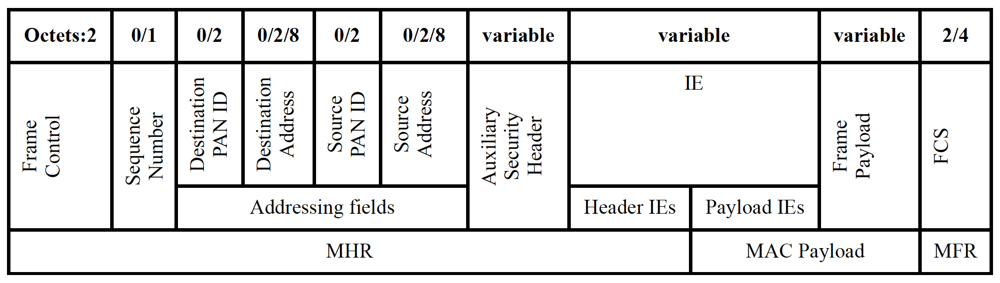 Octets:2 0/1 0/2 0/2/8 0/2 0/2/8 variable variable variable 2/4
Frame
Control
Sequence
Number
Destination
PAN ID
Destination
Address
Source
PAN ID
Source
Address
Auxiliary
Security
Header
IE
Frame
Payload
FCS
Addressing fields
Header IEs
Payload IEs
MHR
MAC Payload
MFR